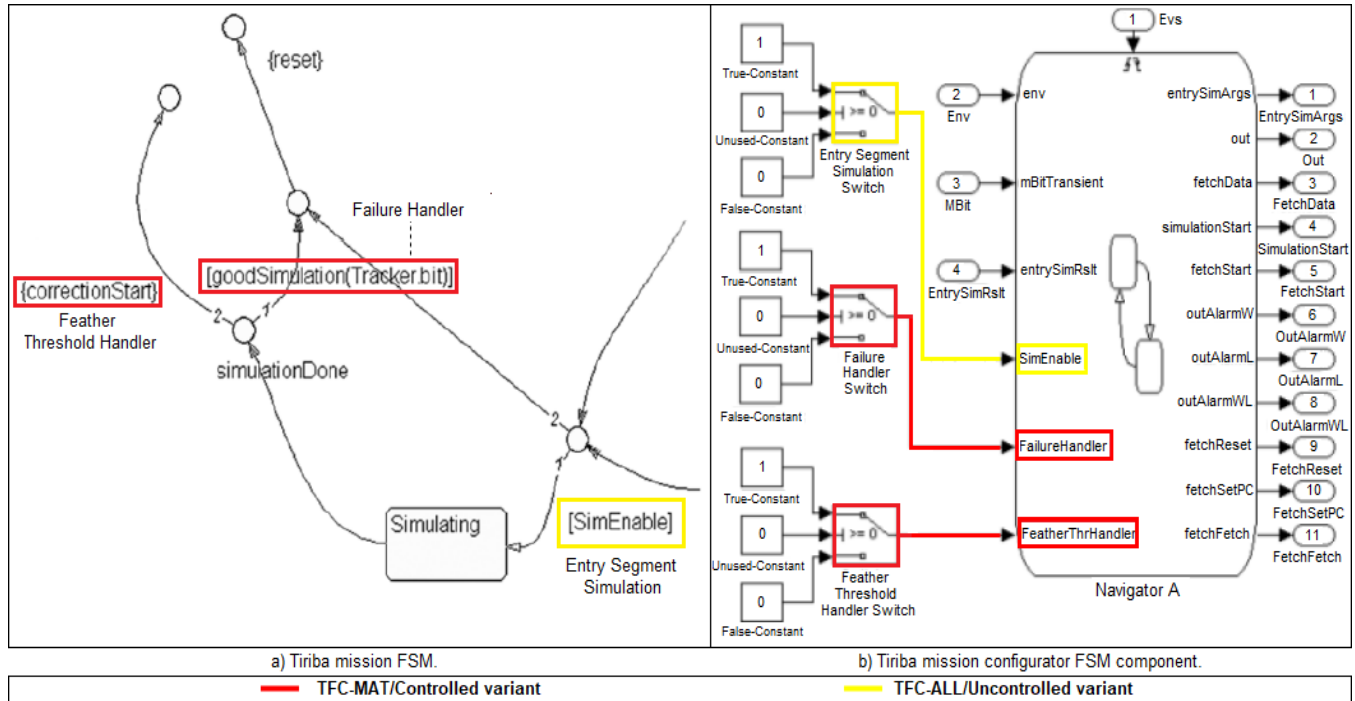 {reset}
Failure Handler
[goodSimulation(Tracker.bit)]
{correctionStart}
Feather
Threshold Handler
2
1
simulationDone
2
1
Simulating
[SimEnable]
Entry Segment
Simulation
a) Tiriba mission FSM.
1
Evs
1
True-Constant
0
Unused-Constant
0
False-Constant
>= 0
Entry Segment
Simulation
Switch
1
True-Constant
0
Unused-Constant
0
False-Constant
>= 0
Failure
Handler
Switch
1
True-Constant
0
Unused-Constant
0
False-Constant
>= 0
Feather
Threshold
Handler Switch
2
Env
3
MBit
4
EntrySimRslt
env
mBitTransient
entrySimRslt
SimEnable
FailureHandler
FeatherThrHandler
entrySimArgs
out
fetchData
simulationStart
fetchStart
outAlarmW
outAlarmL
outAlarmWL
fetchReset
fetchSetPC
fetchFetch
1
EntrySimArgs
2
Out
3
FetchData
4
SimulationStart
5
FetchStart
6
OutAlarmW
7
OutAlarmL
8
OutAlarmWL
9
FetchReset
10
FetchSetPC
11
FetchFetch
Navigator A
b) Tiriba mission configurator FSM component.
TFC-MAT/Controlled variant
TFC-ALL/Uncontrolled variant